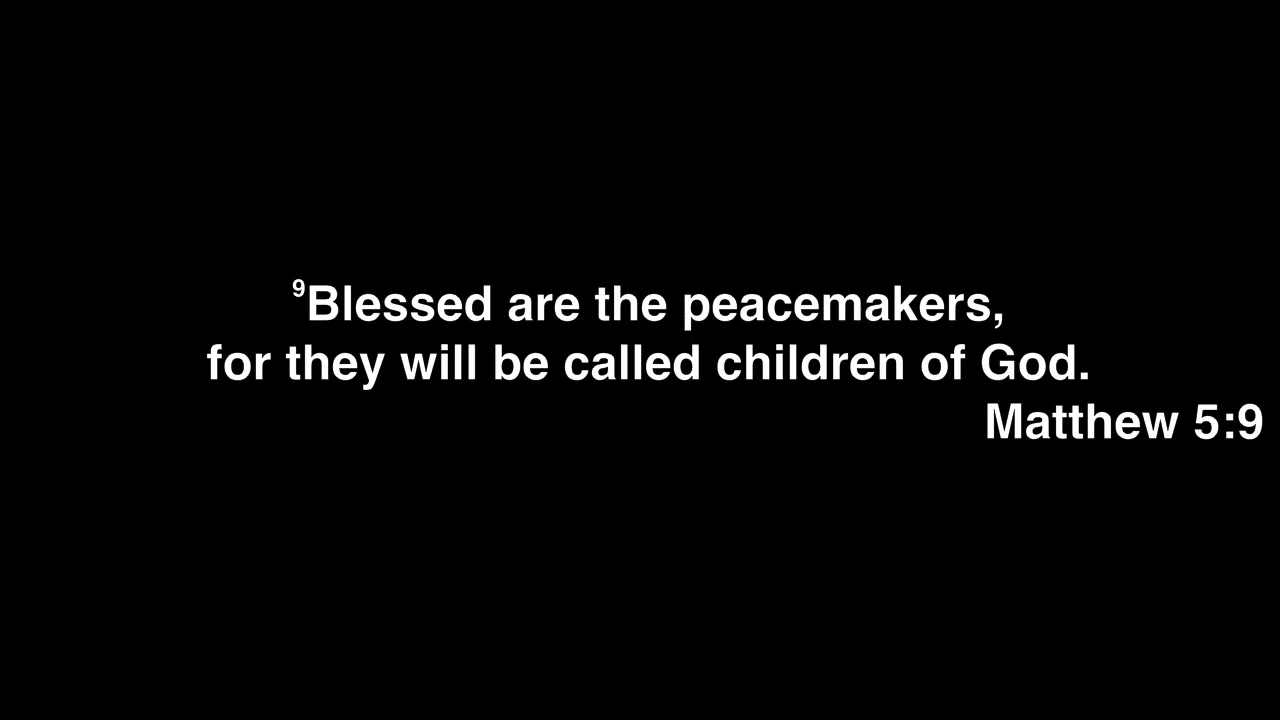 ⁹Blessed are the peacemakers,
for they will be called children of God.
Matthew 5:9